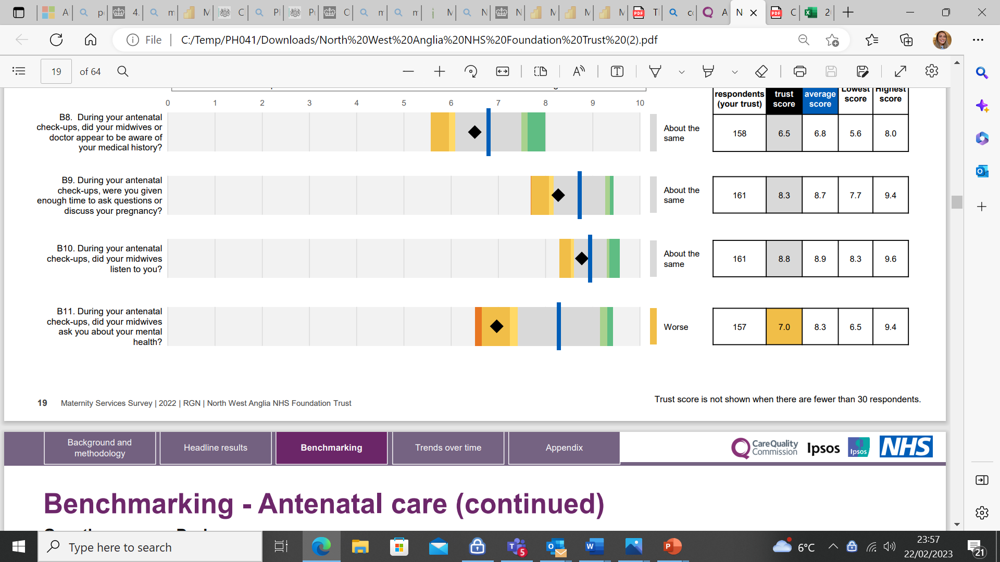 A
p
4.
m
M
C
Pl
P
C
m
m
M
N
N
M
M
M
T
c
A
N
C
2
File
C:/Temp/PH041/Downloads/North%20West%20Anglia%20NHS%20Foundation%20Trust%20(2).pdf
19 of 64
0 1 2 3 4 5 6 7 8 9 10
respondents (your trust)
trust score
average score
Lowest score
Highest score
B8. During your antenatal
check-ups, did your midwives or
doctor appear to be aware of
your medical history?
About the
same
158 6.5 6.8 5.6 8.0
B9. During your antenatal
check-ups, were you given
enough time to ask questions or
discuss your pregnancy?
About the
same
161 8.3 8.7 7.7 9.4
B10. During your antenatal
check-ups, did your midwives
listen to you?
About the
same
161 8.8 8.9 8.3 9.6
B11. During your antenatal
check-ups, did your midwives
ask you about your mental
health?
Worse
157 7.0 8.3 6.5 9.4
19 Maternity Services Survey | 2022 | RGN | North West Anglia NHS Foundation Trust
Trust score is not shown when there are fewer than 30 respondents.
Background and
methodology
Headline results
Benchmarking
Trends over time
Appendix
CareQuality
Commission
Ipsos
Ipsos
NHS
Benchmarking - Antenatal care (continued)
Type here to search
5
6°C
23:57
22/02/2023
21